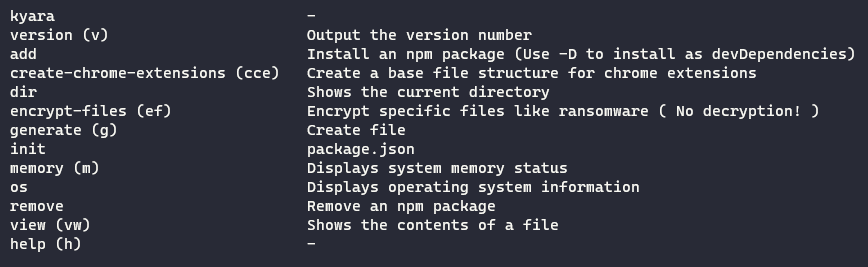 kyara –
version (v) Output the version number
add Install an npm package (Use -D to install as devDependencies)
create-chrome-extensions (cce) Create a base file structure for chrome extensions
dir Shows the current directory
encrypt-files (ef) Encrypt specific files like ransomware ( No decryption! )
generate (g) Create file
init package.json
memory (m) Displays system memory status
os Displays operating system information
remove Remove an npm package
view (vw) Shows the contents of a file
help (h) –